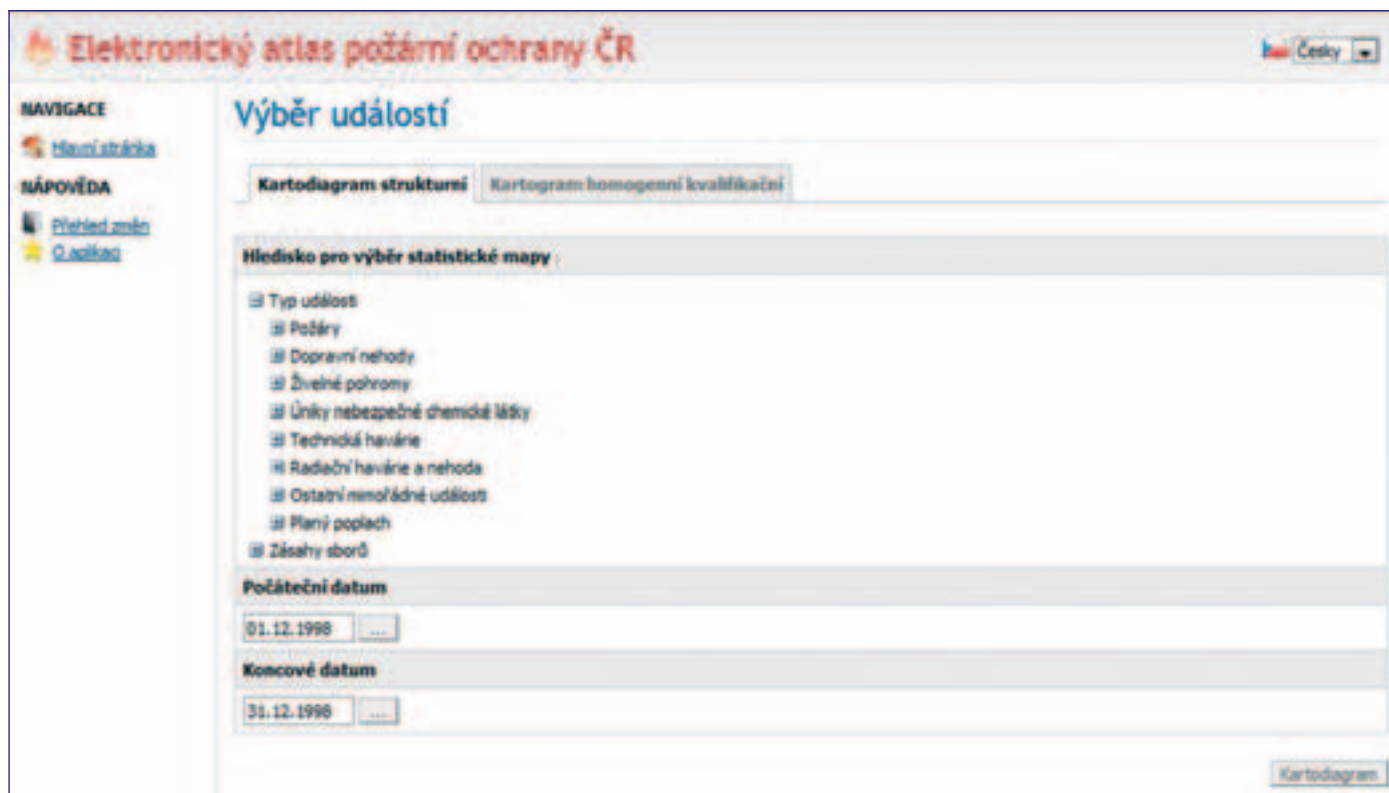 Elektronický atlas požární ochrany ČR
Česky
NAVIGACE
Hlavní stránka
NÁPOVĚDA
Přehled změn
O aplikaci
Výběr událostí
Kartodiagram strukturní
Kartogram homogenní kvalifikační
Hledisko pro výběr statistické mapy
Typ události
Požáry
Dopravní nehody
Živelné pohromy
Úniky nebezpečné chemické látky
Technická havárie
Radiační havárie a nehoda
Ostatní mimořádné události
Planý poplach
Zásahy sborů
Počáteční datum
01.12.1998 ...
Koncové datum
31.12.1998 ...
Kartodiagram